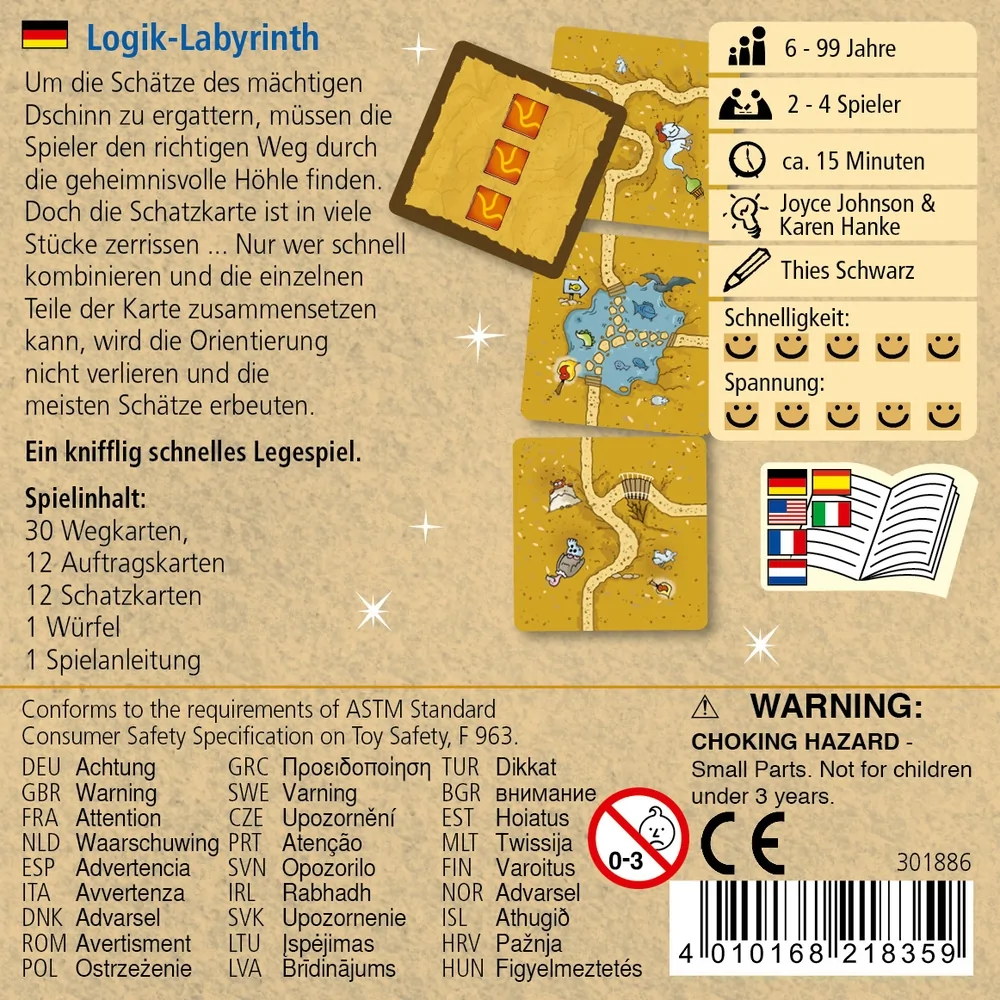 Logik-Labyrinth
Um die Schätze des mächtigen
Dschinn zu ergattern, müssen die
Spieler den richtigen Weg durch
die geheimnisvolle Höhle finden.
Doch die Schatzkarte ist in viele
Stücke zerrissen ... Nur wer schnell
kombinieren und die einzelnen
Teile der Karte zusammensetzen
kann, wird die Orientierung
nicht verlieren und die
meisten Schätze erbeuten.
Ein knifflig schnelles Legespiel.
Spielinhalt:
30 Wegkarten,
12 Auftragskarten
12 Schatzkarten
1 Würfel
1 Spielanleitung
6 - 99 Jahre
2 - 4 Spieler
ca. 15 Minuten
Joyce Johnson &
Karen Hanke
Thies Schwarz
Schnelligkeit:
Spannung:
Conforms to the requirements of ASTM Standard
Consumer Safety Specification on Toy Safety, F 963.
DEU Achtung
GBR Warning
FRA Attention
NLD Waarschuwing
ESP Advertencia
ITA Avvertenza
DNK Advarsel
ROM Avertisment
POL Ostrzeżenie
GRC Προειδοποίηση
SWE Varning
CZE Upozornění
PRT Atenção
SVN Opozorilo
IRL Rabhadh
SVK Upozornenie
LTU Įspėjimas
LVA Brīdinājums
TUR Dikkat
BGR внимание
EST Hoiatus
MLT Twissija
FIN Varoitus
NOR Advarsel
ISL Athugið
HRV Pažnja
HUN Figyelmeztetés
⚠ WARNING:
CHOKING HAZARD -
Small Parts. Not for children
under 3 years.
0-3
CE
301886
4 010168 218359